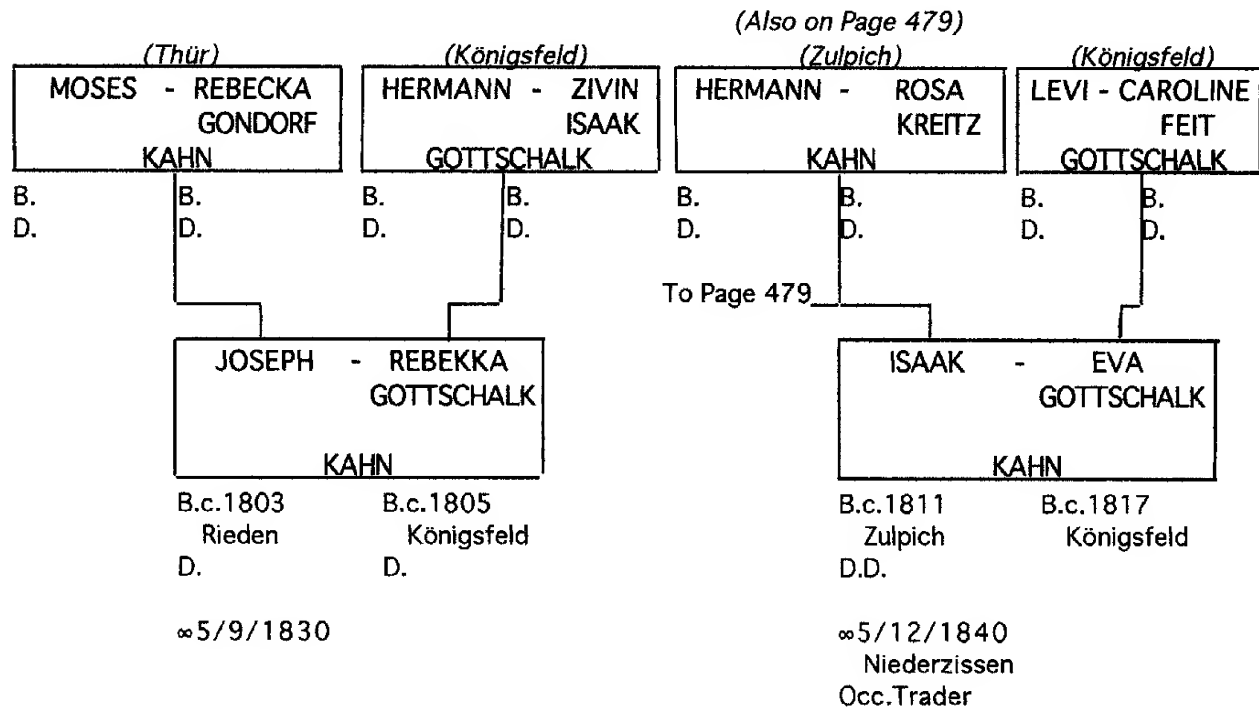 (Also on Page 479)
(Thür) (Königsfeld) (Zulpich) (Königsfeld)
MOSES - REBECKA HERMANN - ZIVIN HERMANN - ROSA LEVI - CAROLINE
GONDORF ISAAK KREITZ FEIT
KAHN GOTTSCHALK KAHN GOTTSCHALK
B. B. B. B. B. B. B. B.
D. D. D. D. D. D. D. D.
To Page 479
JOSEPH - REBEKKA ISAAK - EVA
GOTTSCHALK GOTTSCHALK
KAHN KAHN
B.c.1803 B.c.1805 B.c.1811 B.c.1817
Rieden Königsfeld Zulpich Königsfeld
D. D. D.D.
∞5/9/1830 ∞5/12/1840
Niederzissen
Occ.Trader